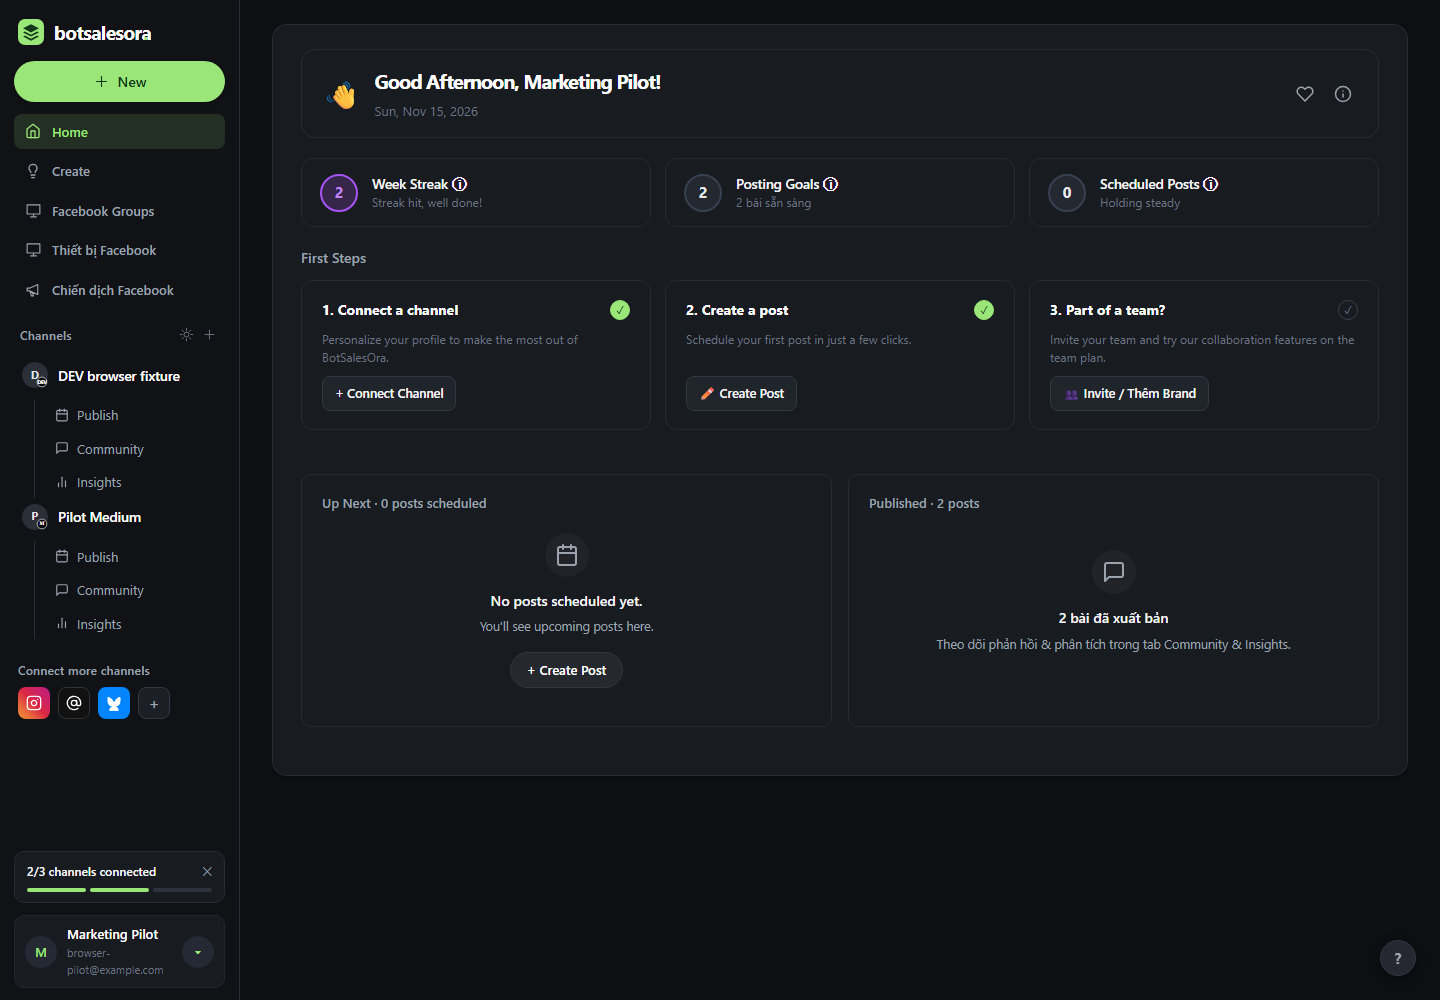 botsalesora
New
Home
Create
Facebook Groups
Thiết bị Facebook
Chiến dịch Facebook
Channels
D
DEV
DEV browser fixture
Publish
Community
Insights
P
M
Pilot Medium
Publish
Community
Insights
Connect more channels
+
2/3 channels connected
M
Marketing Pilot
browser-
pilot@example.com
Good Afternoon, Marketing Pilot!
Sun, Nov 15, 2026
2
Week Streak
Streak hit, well done!
2
Posting Goals
2 bài sẵn sàng
0
Scheduled Posts
Holding steady
First Steps
1. Connect a channel
✓
Personalize your profile to make the most out of
BotSalesOra.
+ Connect Channel
2. Create a post
✓
Schedule your first post in just a few clicks.
Create Post
3. Part of a team?
✓
Invite your team and try our collaboration features on the
team plan.
Invite / Thêm Brand
Up Next · 0 posts scheduled
No posts scheduled yet.
You'll see upcoming posts here.
+ Create Post
Published · 2 posts
2 bài đã xuất bản
Theo dõi phản hồi & phân tích trong tab Community & Insights.
?